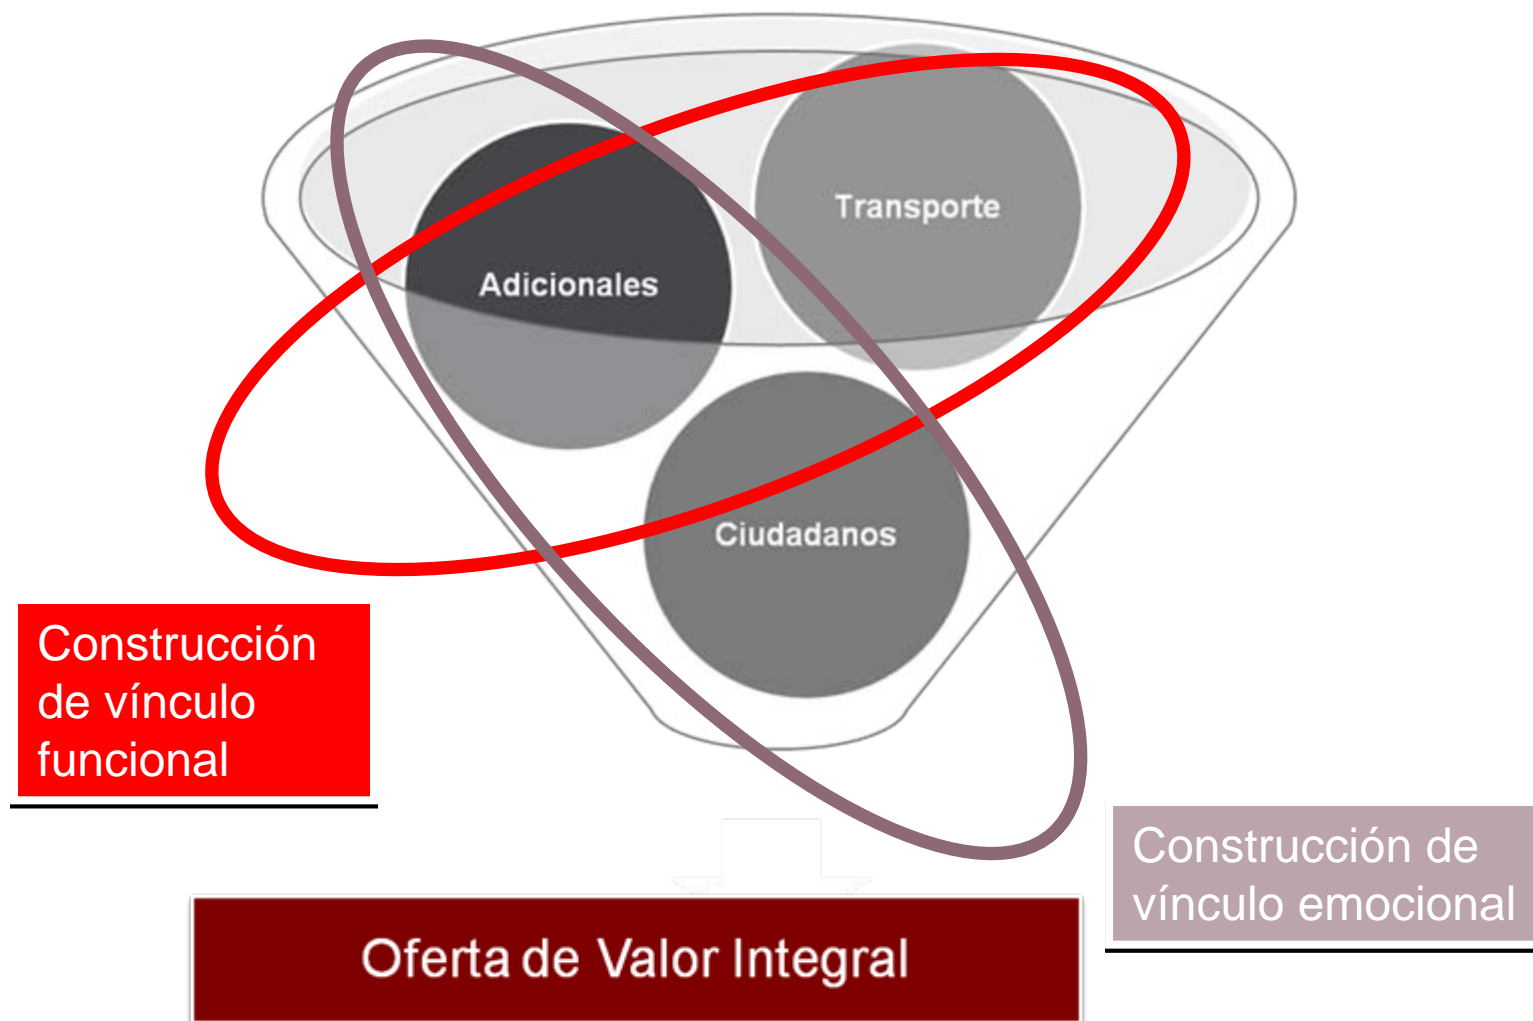 Transporte
Adicionales
Ciudadanos
Construcción
de vínculo
funcional
Construcción de
vínculo emocional
Oferta de Valor Integral